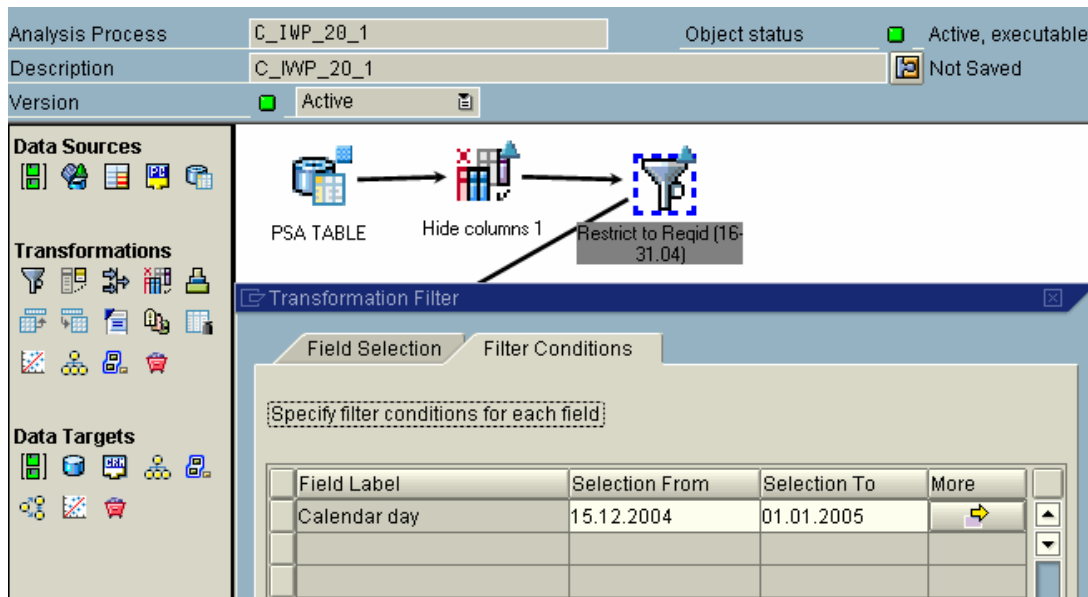 Analysis Process C_IWP_20_1 Object status Active, executable
Description C_IWP_20_1 Not Saved
Version Active
Data Sources
PSA TABLE
Hide columns 1
Restrict to Reqid (16-
31.04)
Transformations
Transformation Filter
Field Selection Filter Conditions
Specify filter conditions for each field
Data Targets
Field Label Selection From Selection To More
Calendar day 15.12.2004 01.01.2005